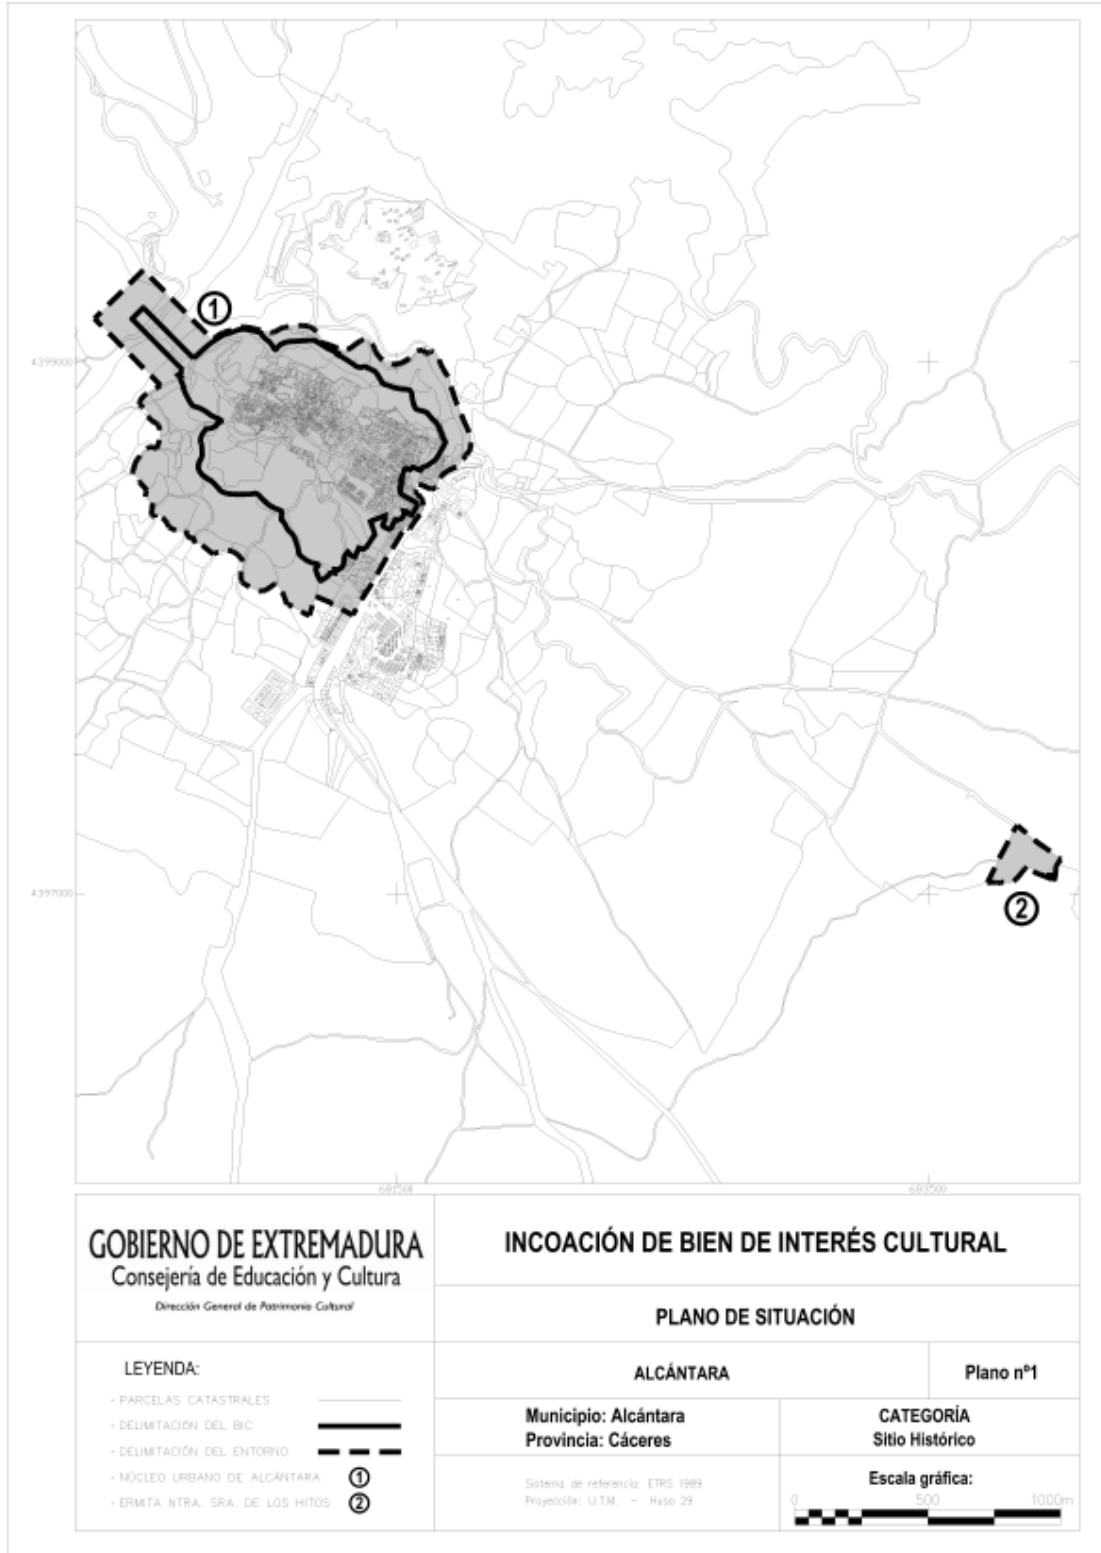 ①
4399000
4397000
②
681500
683500
GOBIERNO DE EXTREMADURA
Consejería de Educación y Cultura
Dirección General de Patrimonio Cultural
INCOACIÓN DE BIEN DE INTERÉS CULTURAL
PLANO DE SITUACIÓN
LEYENDA:
- PARCELAS CATASTRALES
- DELIMITACIÓN DEL BIC
- DELIMITACIÓN DEL ENTORNO
- NÚCLEO URBANO DE ALCÁNTARA ①
- ERMITA NTRA. SRA. DE LOS HITOS ②
ALCÁNTARA
Plano nº1
Municipio: Alcántara
Provincia: Cáceres
CATEGORÍA
Sitio Histórico
Sistema de referencia: ETRS 1989
Proyección: U.T.M. - Huso 29
Escala gráfica:
0 500 1000m